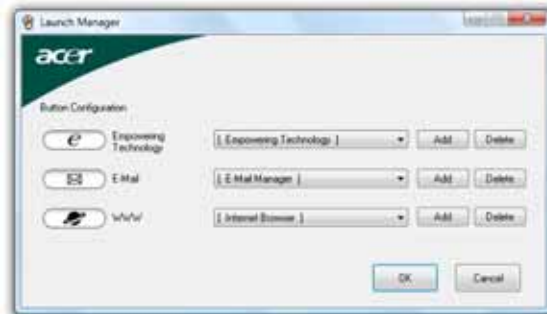 Launch Manager
acer
Button Configuration
e Empowering Technology [ Empowering Technology ] Add Delete
E-Mail [ E-Mail Manager ] Add Delete
WWW [ Internet Browser ] Add Delete
OK Cancel